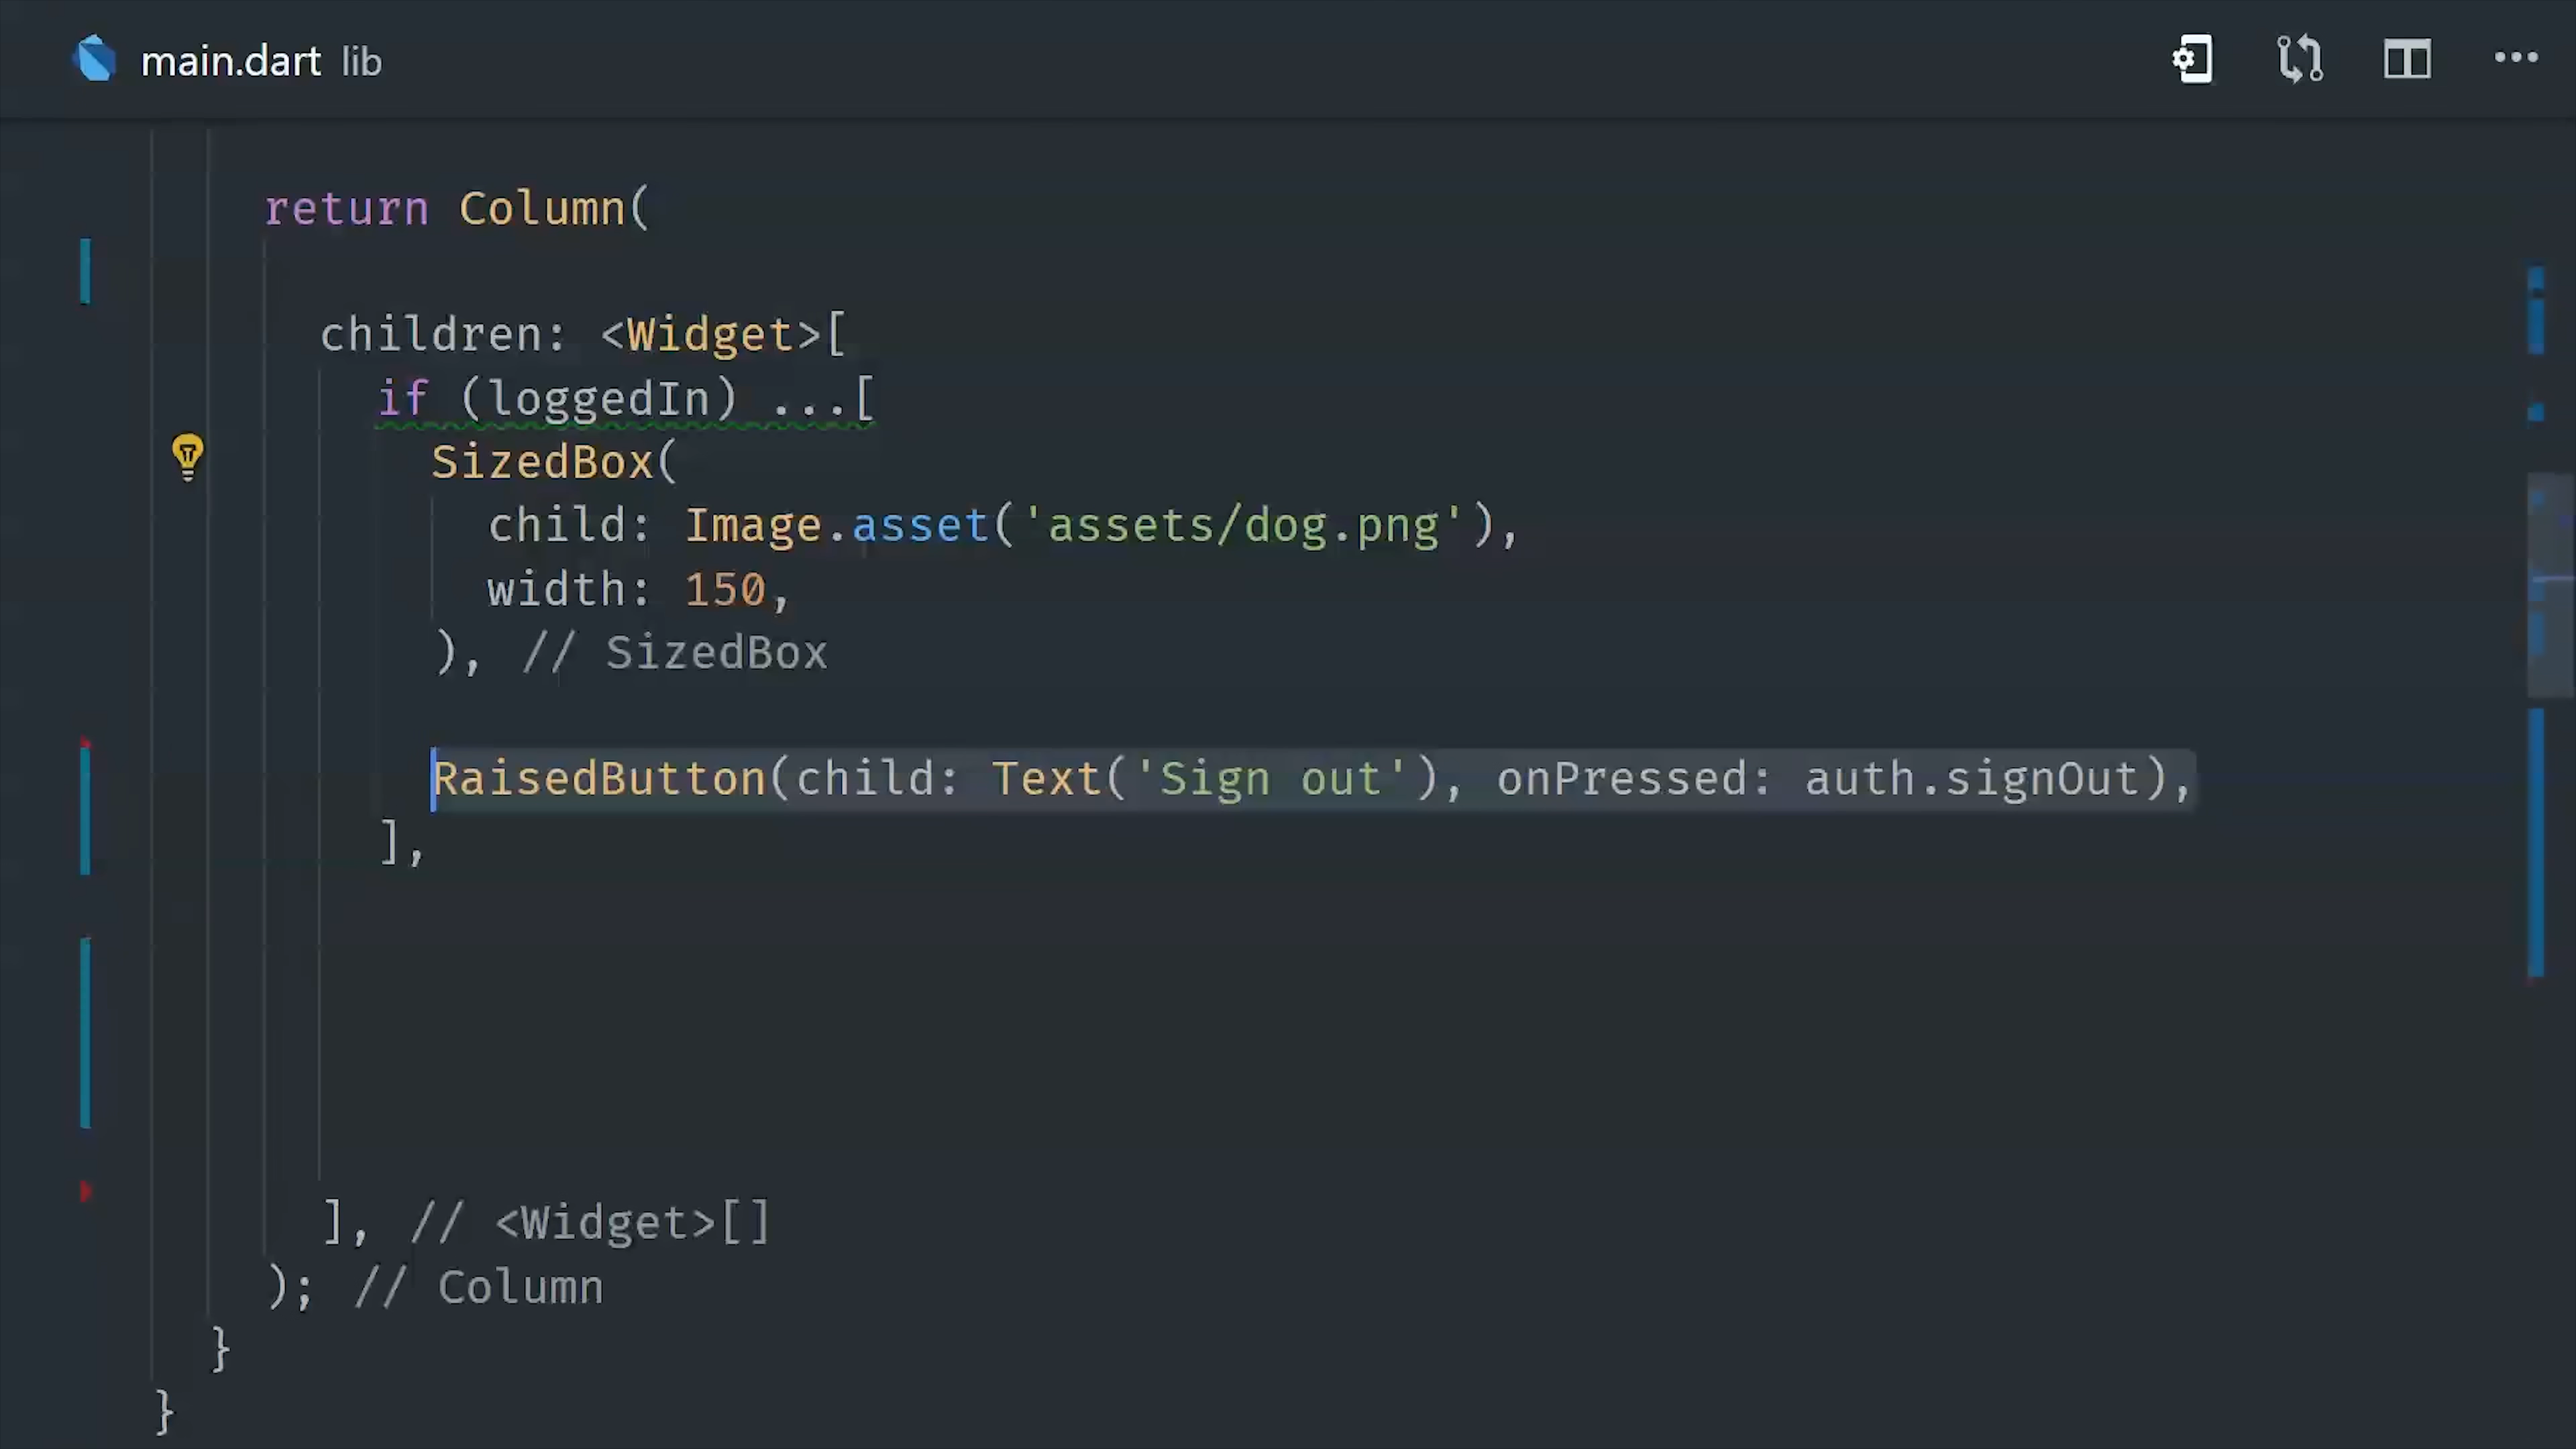 main.dart lib
return Column(
children: <Widget>[
if (loggedIn) ...[
SizedBox(
child: Image.asset('assets/dog.png'),
width: 150,
), // SizedBox
RaisedButton(child: Text('Sign out'), onPressed: auth.signOut),
],
], // <Widget>[]
); // Column
}
}